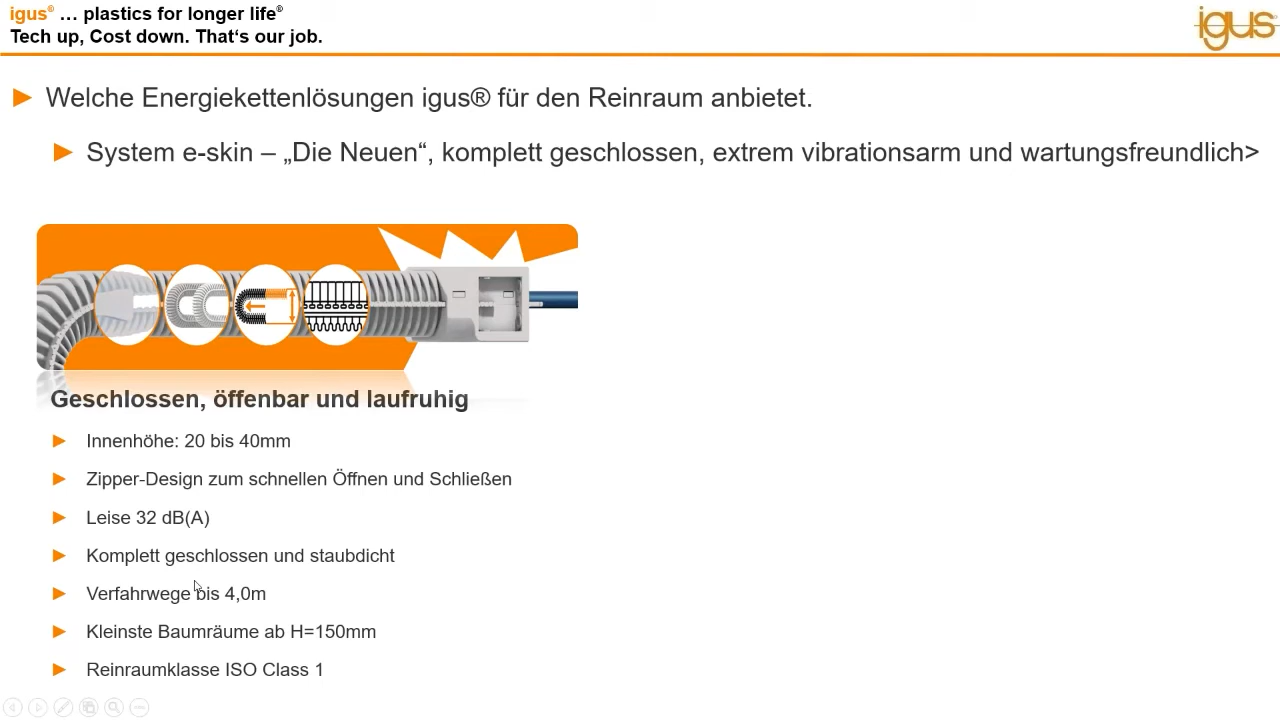 igus® … plastics for longer life®
Tech up, Cost down. That‘s our job.
igus
Welche Energiekettenlösungen igus® für den Reinraum anbietet.
System e-skin – „Die Neuen“, komplett geschlossen, extrem vibrationsarm und wartungsfreundlich>
Geschlossen, öffenbar und laufruhig
Innenhöhe: 20 bis 40mm
Zipper-Design zum schnellen Öffnen und Schließen
Leise 32 dB(A)
Komplett geschlossen und staubdicht
Verfahrwege bis 4,0m
Kleinste Baumräume ab H=150mm
Reinraumklasse ISO Class 1